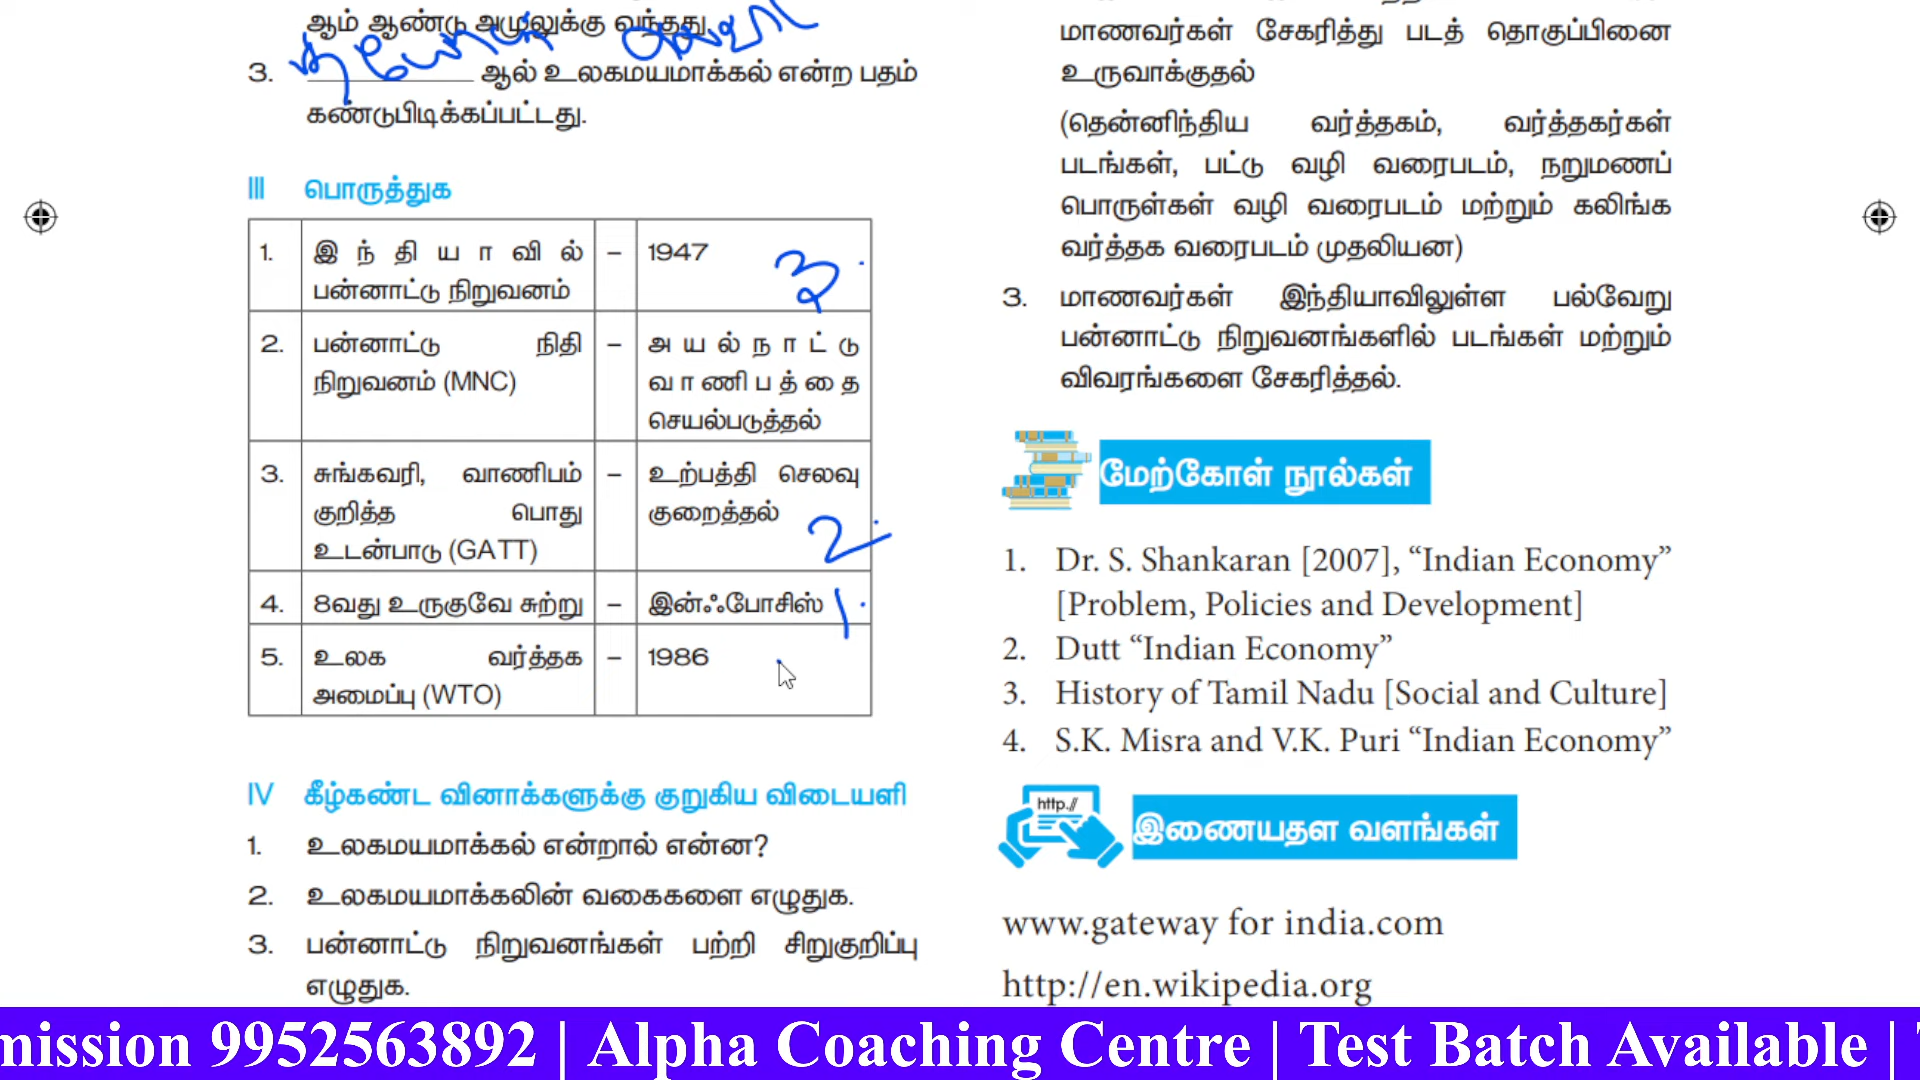 ஆம் ஆண்டு அமுலுக்கு வந்தது.
3. ____________ ஆல் உலகமயமாக்கல் என்ற பதம்
கண்டுபிடிக்கப்பட்டது.
III பொருத்துக
1. இந்தியாவில் – 1947 3.
பன்னாட்டு நிறுவனம்
2. பன்னாட்டு நிதி – அயல்நாட்டு
நிறுவனம் (MNC) வாணிபத்தை
செயல்படுத்தல்
3. சுங்கவரி, வாணிபம் – உற்பத்தி செலவு
குறித்த பொது குறைத்தல் 2.
உடன்பாடு (GATT)
4. 8வது உருகுவே சுற்று – இன்ஃபோசிஸ் 1.
5. உலக வர்த்தக – 1986
அமைப்பு (WTO)
IV கீழ்கண்ட வினாக்களுக்கு குறுகிய விடையளி
1. உலகமயமாக்கல் என்றால் என்ன?
2. உலகமயமாக்கலின் வகைகளை எழுதுக.
3. பன்னாட்டு நிறுவனங்கள் பற்றி சிறுகுறிப்பு
எழுதுக.
மாணவர்கள் சேகரித்து படத் தொகுப்பினை
உருவாக்குதல்
(தென்னிந்திய வர்த்தகம், வர்த்தகர்கள்
படங்கள், பட்டு வழி வரைபடம், நறுமணப்
பொருள்கள் வழி வரைபடம் மற்றும் கலிங்க
வர்த்தக வரைபடம் முதலியன)
3. மாணவர்கள் இந்தியாவிலுள்ள பல்வேறு
பன்னாட்டு நிறுவனங்களில் படங்கள் மற்றும்
விவரங்களை சேகரித்தல்.
மேற்கோள் நூல்கள்
1. Dr. S. Shankaran [2007], “Indian Economy”
[Problem, Policies and Development]
2. Dutt “Indian Economy”
3. History of Tamil Nadu [Social and Culture]
4. S.K. Misra and V.K. Puri “Indian Economy”
http://
இணையதள வளங்கள்
www.gateway for india.com
http://en.wikipedia.org
mission 9952563892 | Alpha Coaching Centre | Test Batch Available |